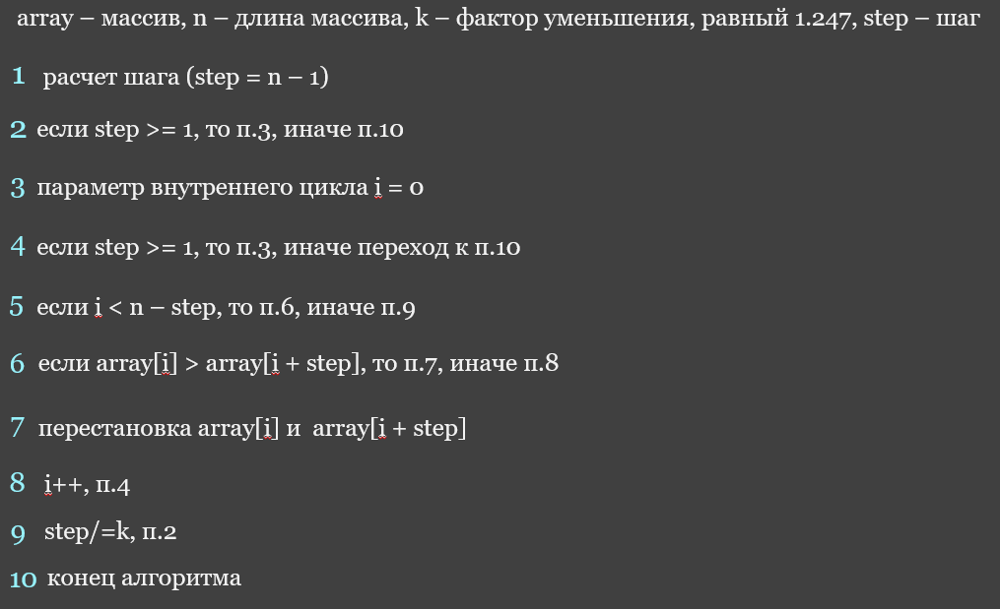 array – массив, n – длина массива, k – фактор уменьшения, равный 1.247, step – шаг
1 расчет шага (step = n – 1)
2 если step >= 1, то п.3, иначе п.10
3 параметр внутреннего цикла i = 0
4 если step >= 1, то п.3, иначе переход к п.10
5 если i < n – step, то п.6, иначе п.9
6 если array[i] > array[i + step], то п.7, иначе п.8
7 перестановка array[i] и array[i + step]
8 i++, п.4
9 step/=k, п.2
10 конец алгоритма